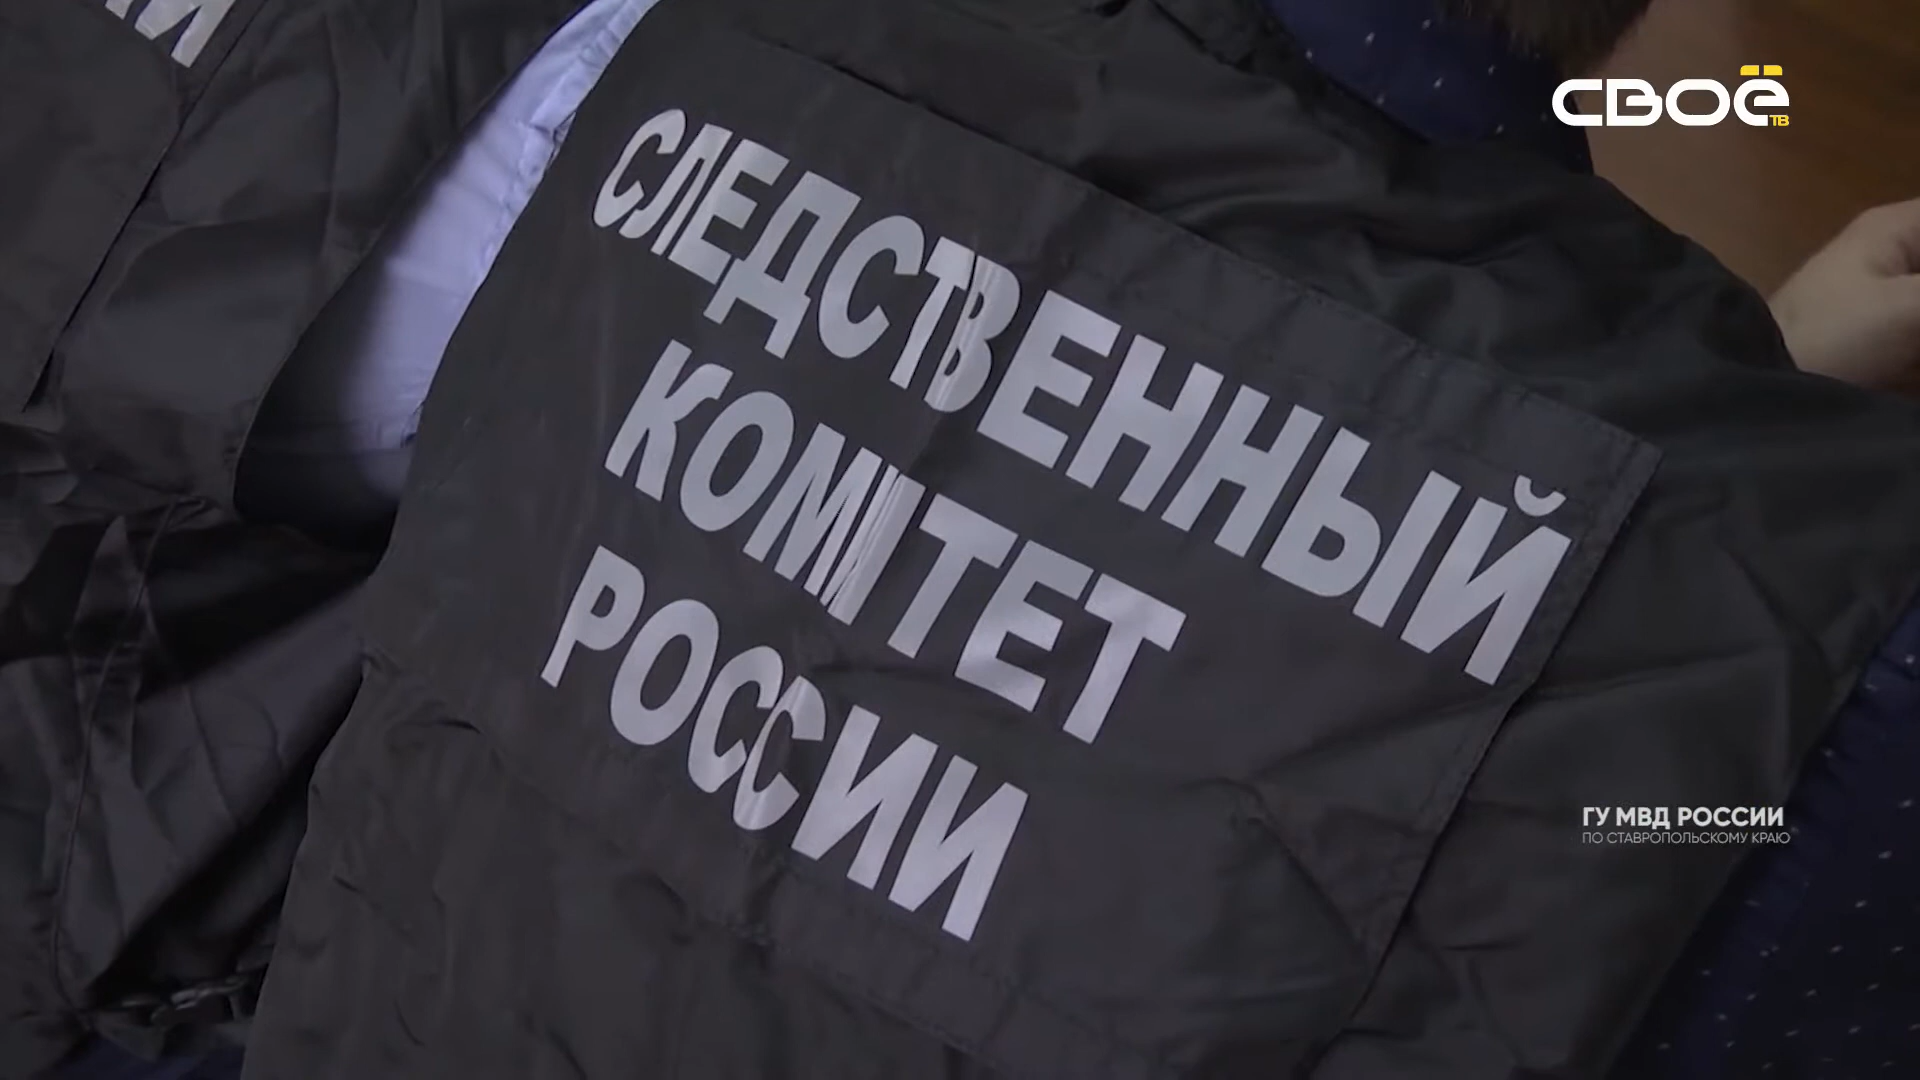 СВОЁ
ТВ
СЛЕДСТВЕННЫЙ
КОМИТЕТ
РОССИИ
ГУ МВД РОССИИ
ПО СТАВРОПОЛЬСКОМУ КРАЮ